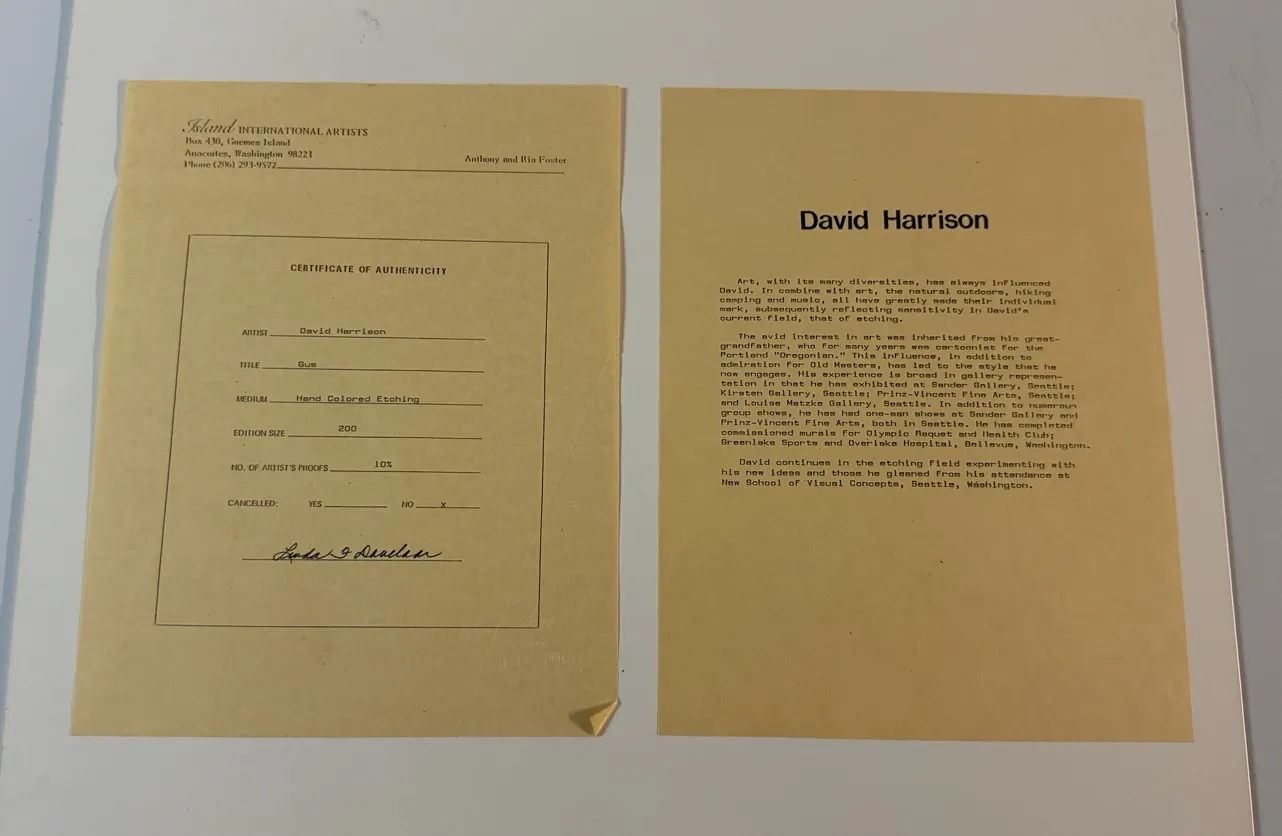 Island INTERNATIONAL ARTISTS
Box 430, Guemes Island
Anacortes, Washington 98221
Phone (206) 293-9572
Anthony and Ria Foster
CERTIFICATE OF AUTHENTICITY
ARTIST David Harrison
TITLE Gus
MEDIUM Hand Colored Etching
EDITION SIZE 200
NO. OF ARTIST'S PROOFS 10%
CANCELLED: YES NO x
Linda
David Harrison
Art, with its many diversities, has always influenced
David. In combine with art, the natural outdoors, hiking
camping and music, all have greatly made their individual
mark, subsequently reflecting sensitivity in David's
current field, that of etching.
The avid interest in art was inherited from his great-
grandfather, who for many years was cartoonist for the
Portland "Oregonian." This influence, in addition to
admiration for Old Masters, has led to the style that he
now engages. His experience is broad in gallery represen-
tation in that he has exhibited at Sander Gallery, Seattle;
Kirsten Gallery, Seattle; Prinz-Vincent Fine Arts, Seattle;
and Louise Matzke Gallery, Seattle. In addition to numerous
group shows, he has had one-man shows at Sander Gallery and
Prinz-Vincent Fine Arts, both in Seattle. He has completed
commissioned murals for Olympic Raquet and Health Club;
Greenlake Sports and Overlake Hospital, Bellevue, Washington.
David continues in the etching field experimenting with
his new ideas and those he gleaned from his attendance at
New School of Visual Concepts, Seattle, Washington.